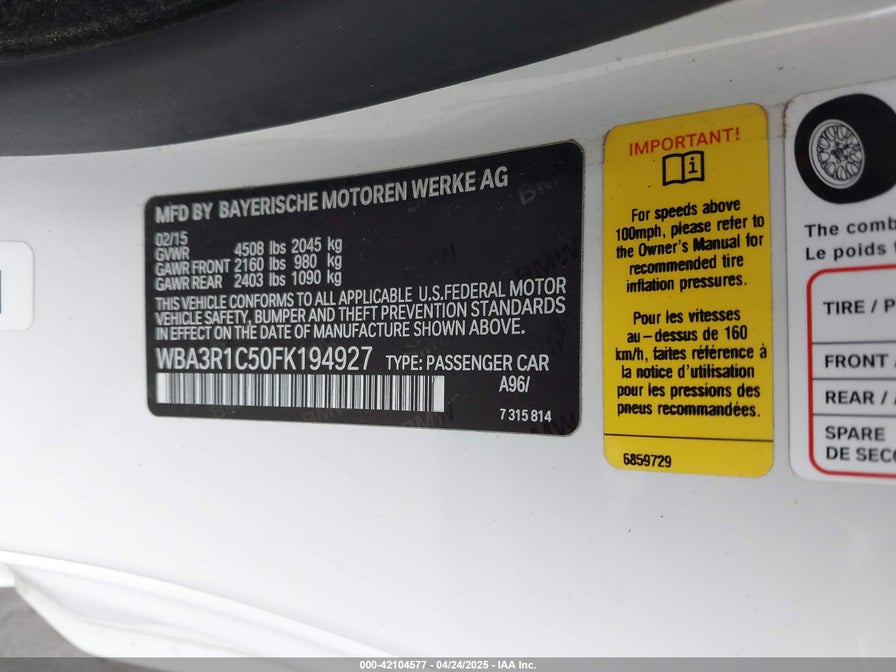 MFD BY BAYERISCHE MOTOREN WERKE AG
02/15
GVWR 4508 lbs 2045 kg
GAWR FRONT 2160 lbs 980 kg
GAWR REAR 2403 lbs 1090 kg
THIS VEHICLE CONFORMS TO ALL APPLICABLE U.S.FEDERAL MOTOR
VEHICLE SAFETY, BUMPER AND THEFT PREVENTION STANDARDS
IN EFFECT ON THE DATE OF MANUFACTURE SHOWN ABOVE.
WBA3R1C50FK194927 TYPE: PASSENGER CAR
A96/
7 315 814
IMPORTANT!
For speeds above
100mph, please refer to
the Owner's Manual for
recommended tire
inflation pressures.
Pour les vitesses
au-dessus de 160
km/h, faites référence à
la notice d'utilisation
pour les pressions des
pneus recommandées.
6859729
The comb
Le poids t
TIRE / P
FRONT /
REAR / A
SPARE
DE SECO
000-42104577 - 04/24/2025 - IAA Inc.